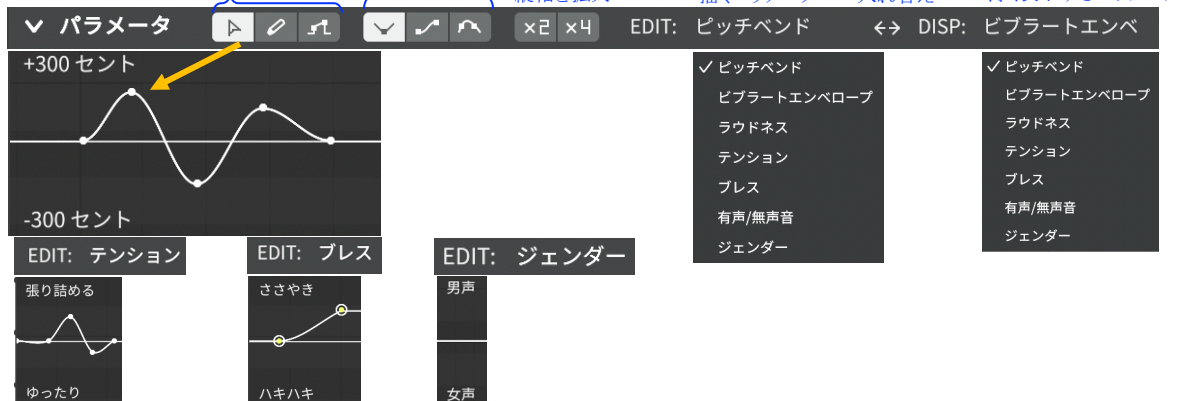 パラメータ ×2 ×4 EDIT: ピッチベンド ↔ DISP: ビブラートエンベ
+300 セント
-300 セント
✓ ピッチベンド
ビブラートエンベロープ
ラウドネス
テンション
ブレス
有声/無声音
ジェンダー
✓ ピッチベンド
ビブラートエンベロープ
ラウドネス
テンション
ブレス
有声/無声音
ジェンダー
EDIT: テンション
張り詰める
ゆったり
EDIT: ブレス
ささやき
ハキハキ
EDIT: ジェンダー
男声
女声